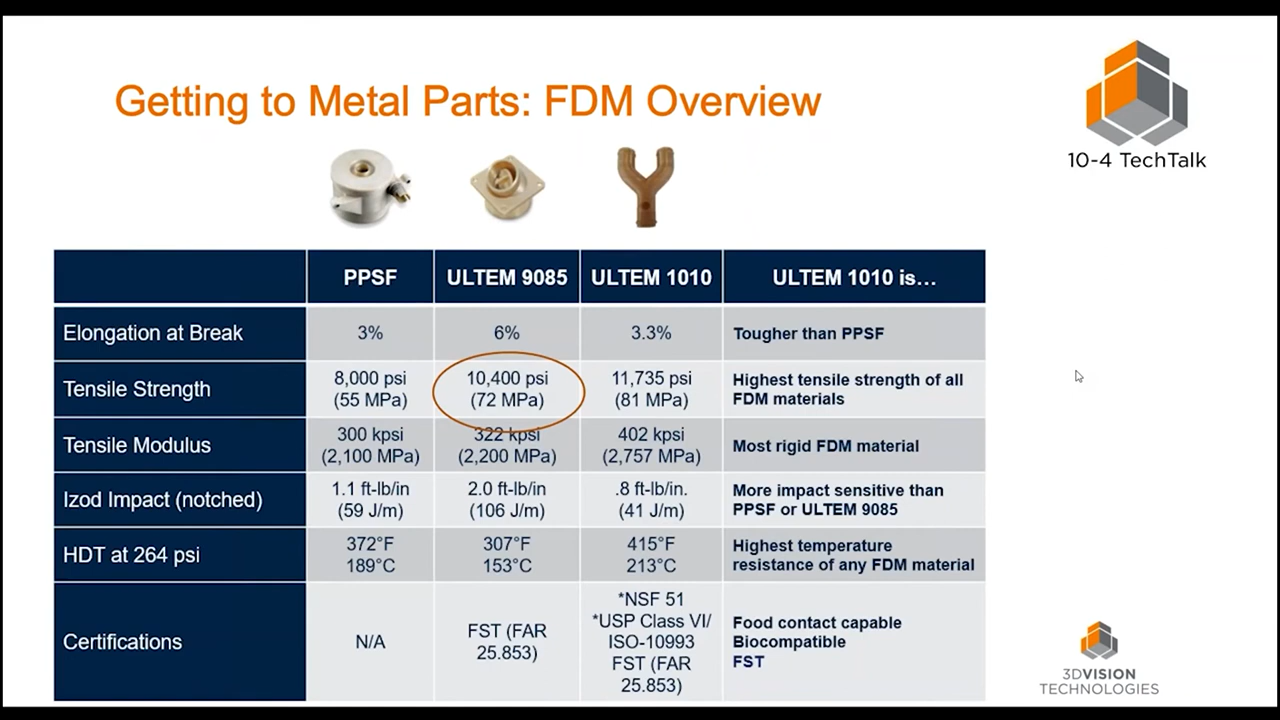 Getting to Metal Parts: FDM Overview
10-4 TechTalk
PPSF ULTEM 9085 ULTEM 1010 ULTEM 1010 is…
Elongation at Break 3% 6% 3.3% Tougher than PPSF
Tensile Strength
8,000 psi
(55 MPa)
10,400 psi
(72 MPa)
11,735 psi
(81 MPa)
Highest tensile strength of all
FDM materials
Tensile Modulus
300 kpsi
(2,100 MPa)
322 kpsi
(2,200 MPa)
402 kpsi
(2,757 MPa)
Most rigid FDM material
Izod Impact (notched)
1.1 ft-lb/in
(59 J/m)
2.0 ft-lb/in
(106 J/m)
.8 ft-lb/in.
(41 J/m)
More impact sensitive than
PPSF or ULTEM 9085
HDT at 264 psi
372°F
189°C
307°F
153°C
415°F
213°C
Highest temperature
resistance of any FDM material
Certifications
N/A
FST (FAR
25.853)
*NSF 51
*USP Class VI/
ISO-10993
FST (FAR
25.853)
Food contact capable
Biocompatible
FST
3DVISION
TECHNOLOGIES